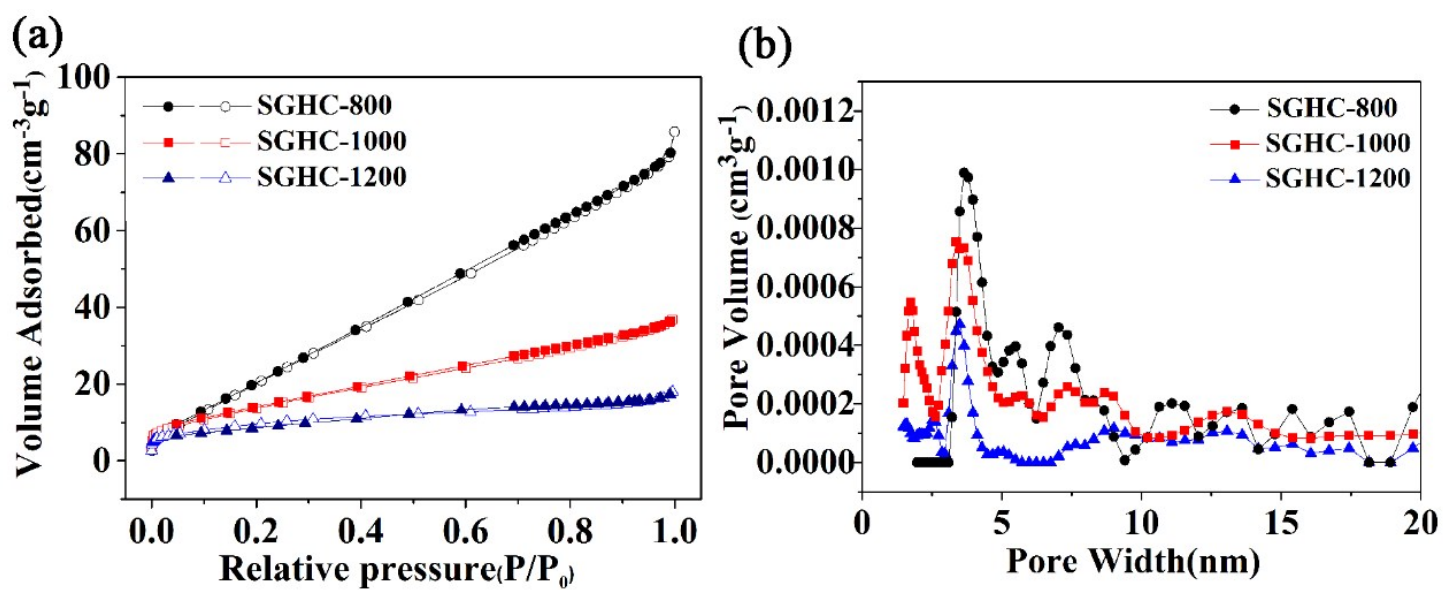 (a)
100
80
60
40
20
0
Volume Adsorbed(cm⁻³g⁻¹)
SGHC-800
SGHC-1000
SGHC-1200
0.0 0.2 0.4 0.6 0.8 1.0
Relative pressure(P/P₀)
(b)
0.0012
0.0010
0.0008
0.0006
0.0004
0.0002
0.0000
Pore Volume (cm³g⁻¹)
SGHC-800
SGHC-1000
SGHC-1200
0 5 10 15 20
Pore Width(nm)